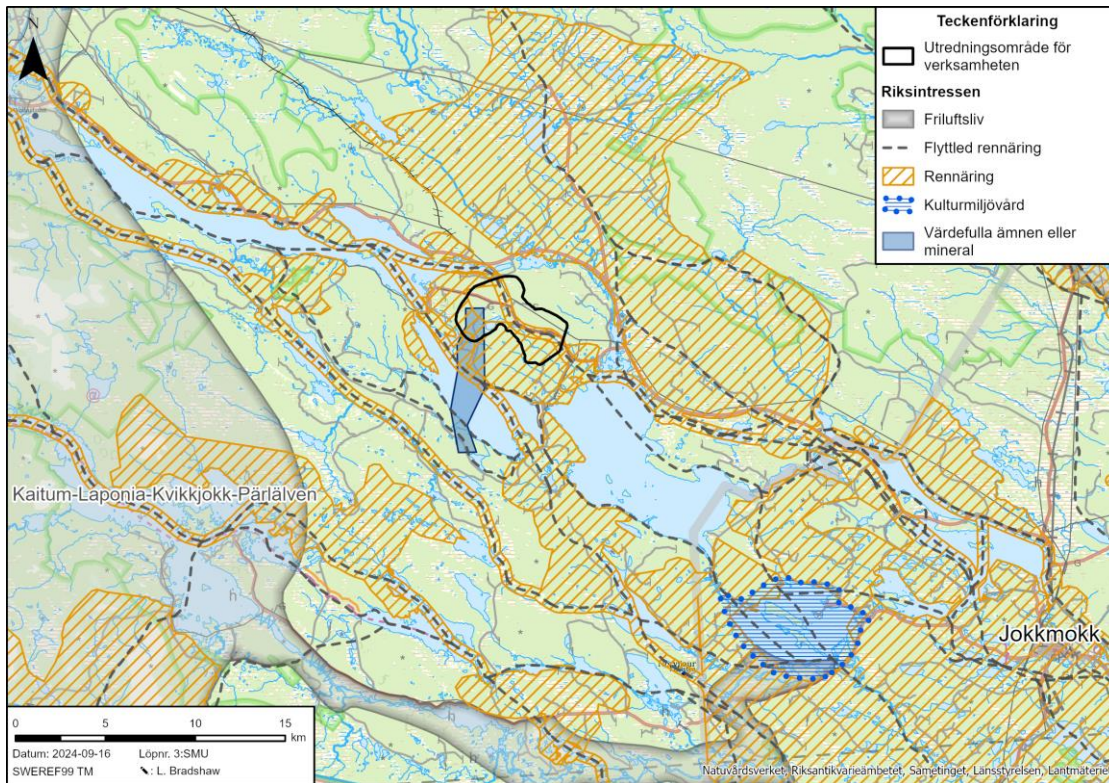 N
Teckenförklaring
Utredningsområde för
verksamheten
Riksintressen
Friluftsliv
Flyttled rennäring
Rennäring
Kulturmiljövård
Värdefulla ämnen eller
mineral
Kaitum-Laponia-Kvikkjokk-Pärlälven
Jokkmokk
0 5 10 15
km
Datum: 2024-09-16 Löpnr. 3:SMU
SWEREF99 TM : L. Bradshaw
Naturvårdsverket, Riksantikvarieämbetet, Sametinget, Länsstyrelsen, Lantmäteriet